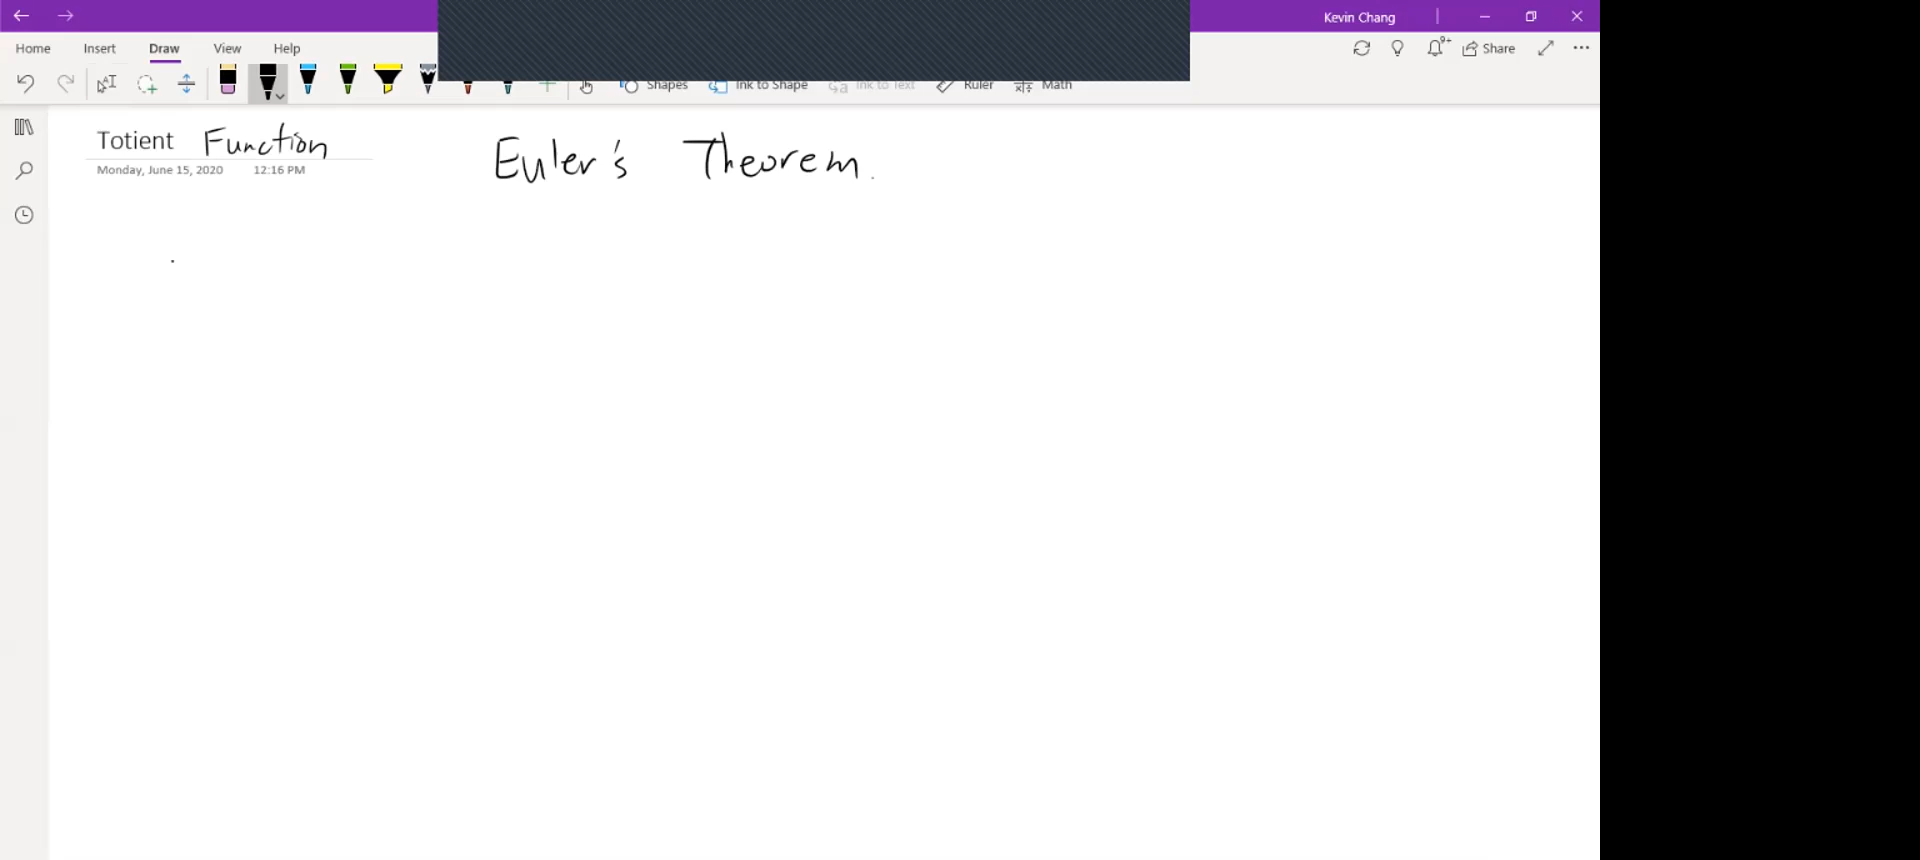 Kevin Chang
Home Insert Draw View Help Share
Shapes Ink to Shape Ink to Text Ruler Math
Totient Function
Euler's Theorem.
Monday, June 15, 2020 12:16 PM